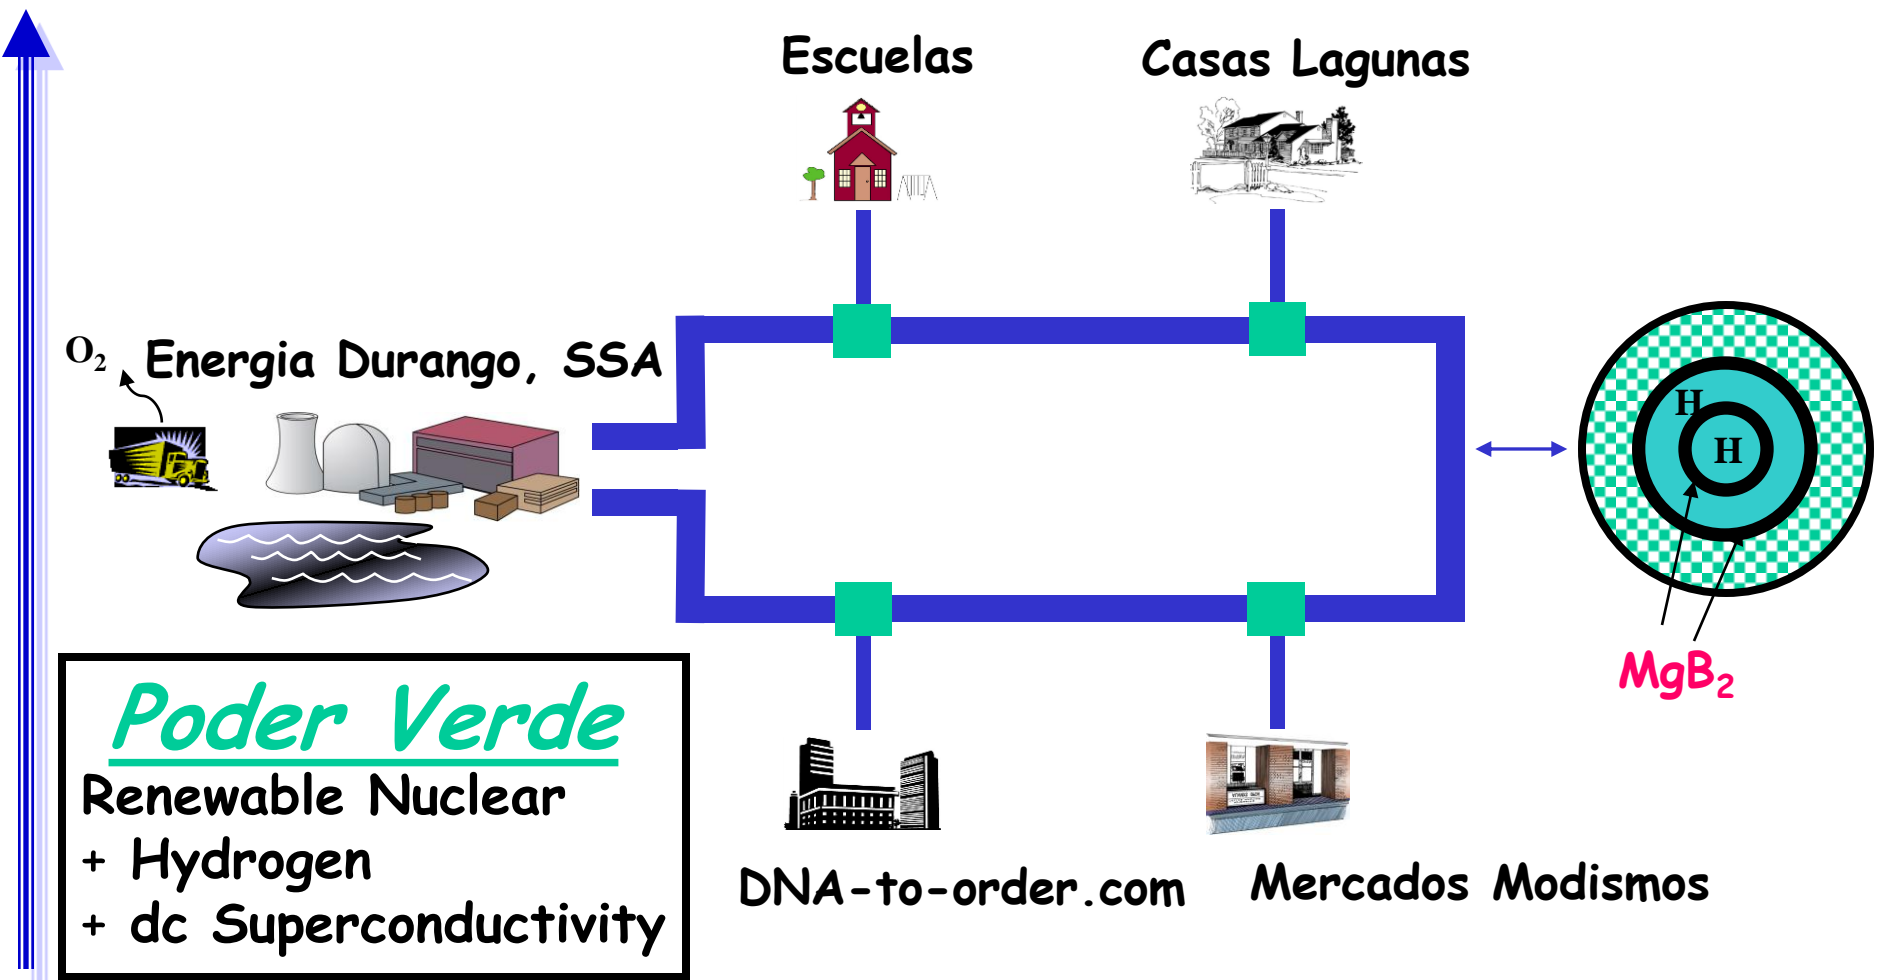 Escuelas
Casas Lagunas
O₂
Energia Durango, SSA
H
H
MgB₂
Poder Verde
Renewable Nuclear
+ Hydrogen
+ dc Superconductivity
DNA-to-order.com
Mercados Modismos